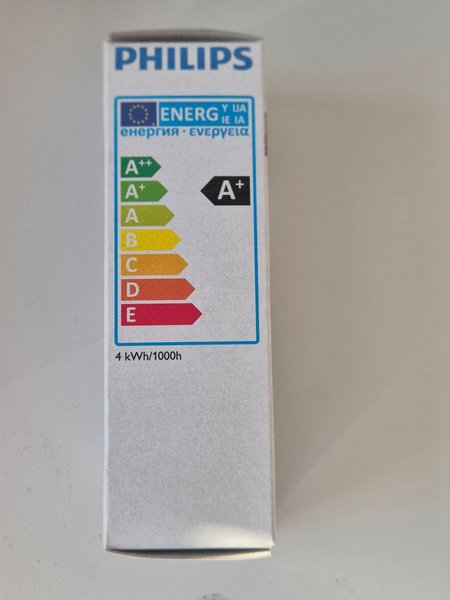 PHILIPS
ENERG Y IJA
IE IA
енергия · ενεργεια
A++
A+ A+
A
B
C
D
E
4 kWh/1000h